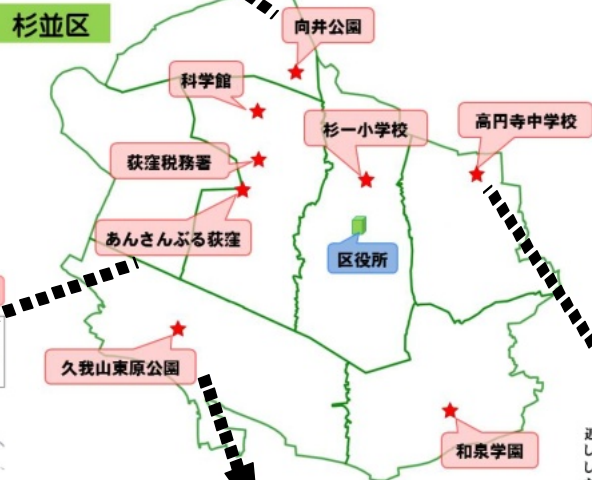 杉並区
向井公園
科学館
杉一小学校
高円寺中学校
荻窪税務署
あんさんぶる荻窪
区役所
久我山東原公園
和泉学園